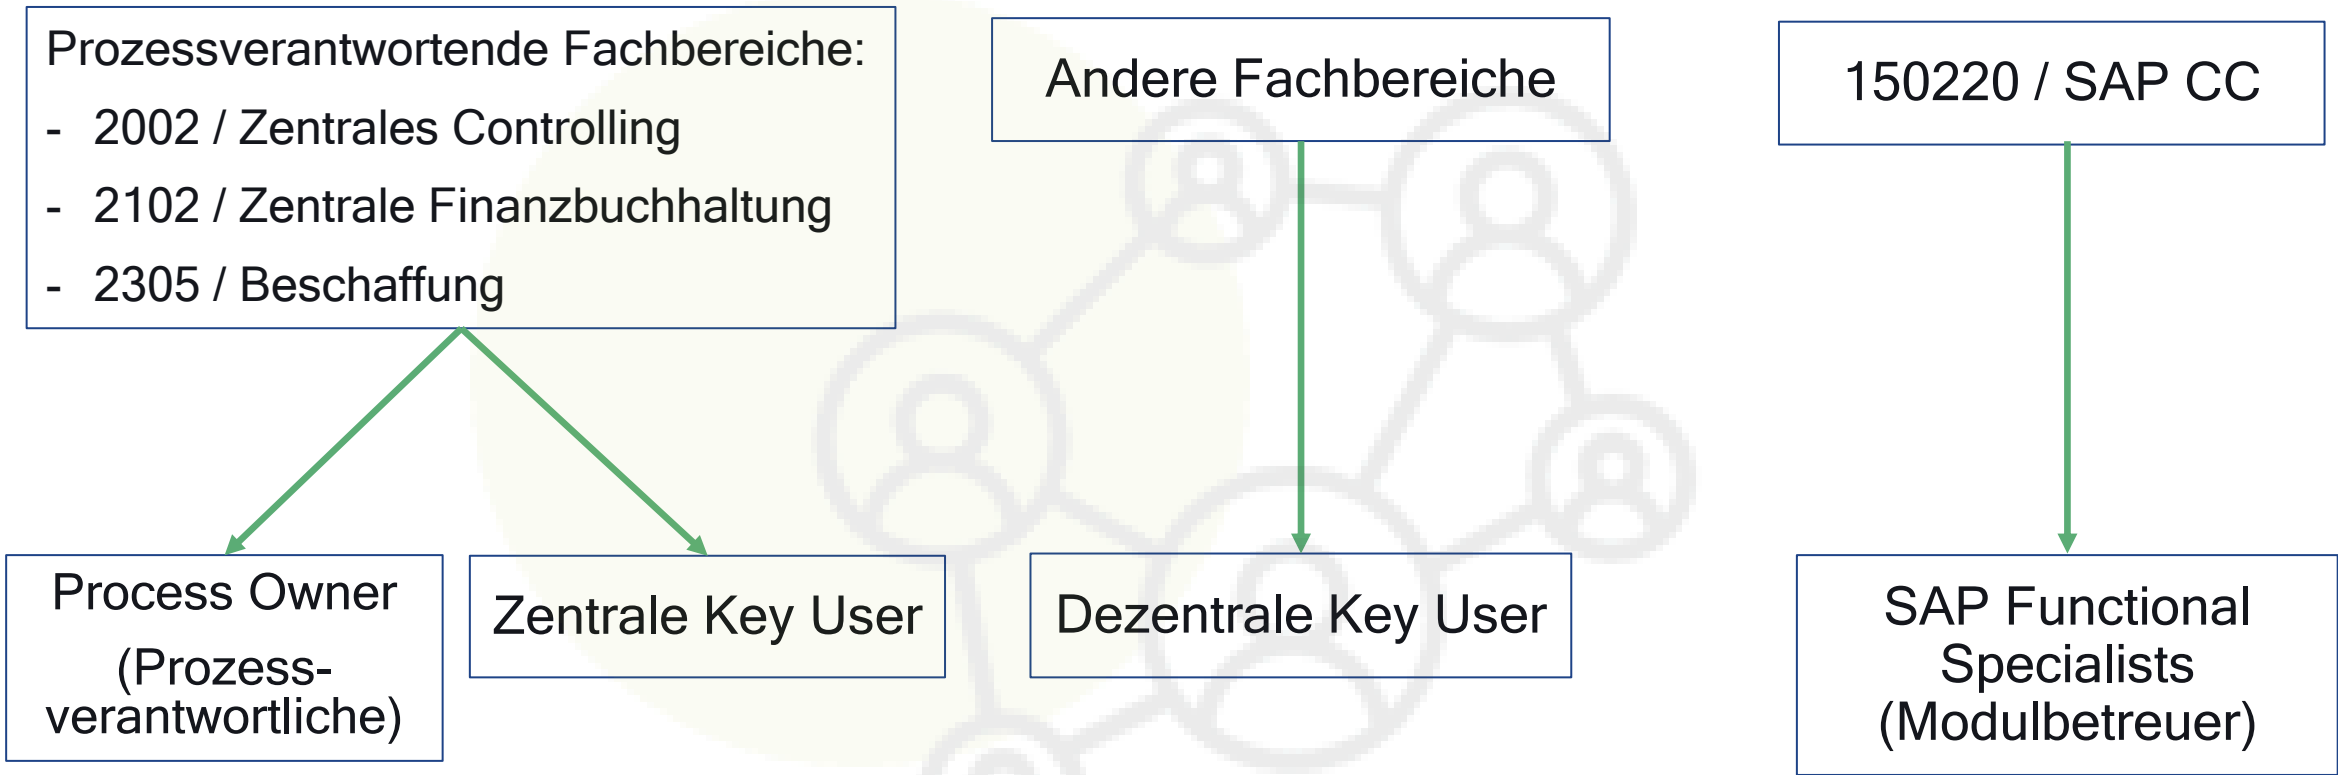 Prozessverantwortende Fachbereiche:
- 2002 / Zentrales Controlling
- 2102 / Zentrale Finanzbuchhaltung
- 2305 / Beschaffung
Andere Fachbereiche
150220 / SAP CC
Process Owner
(Prozess-
verantwortliche)
Zentrale Key User
Dezentrale Key User
SAP Functional
Specialists
(Modulbetreuer)